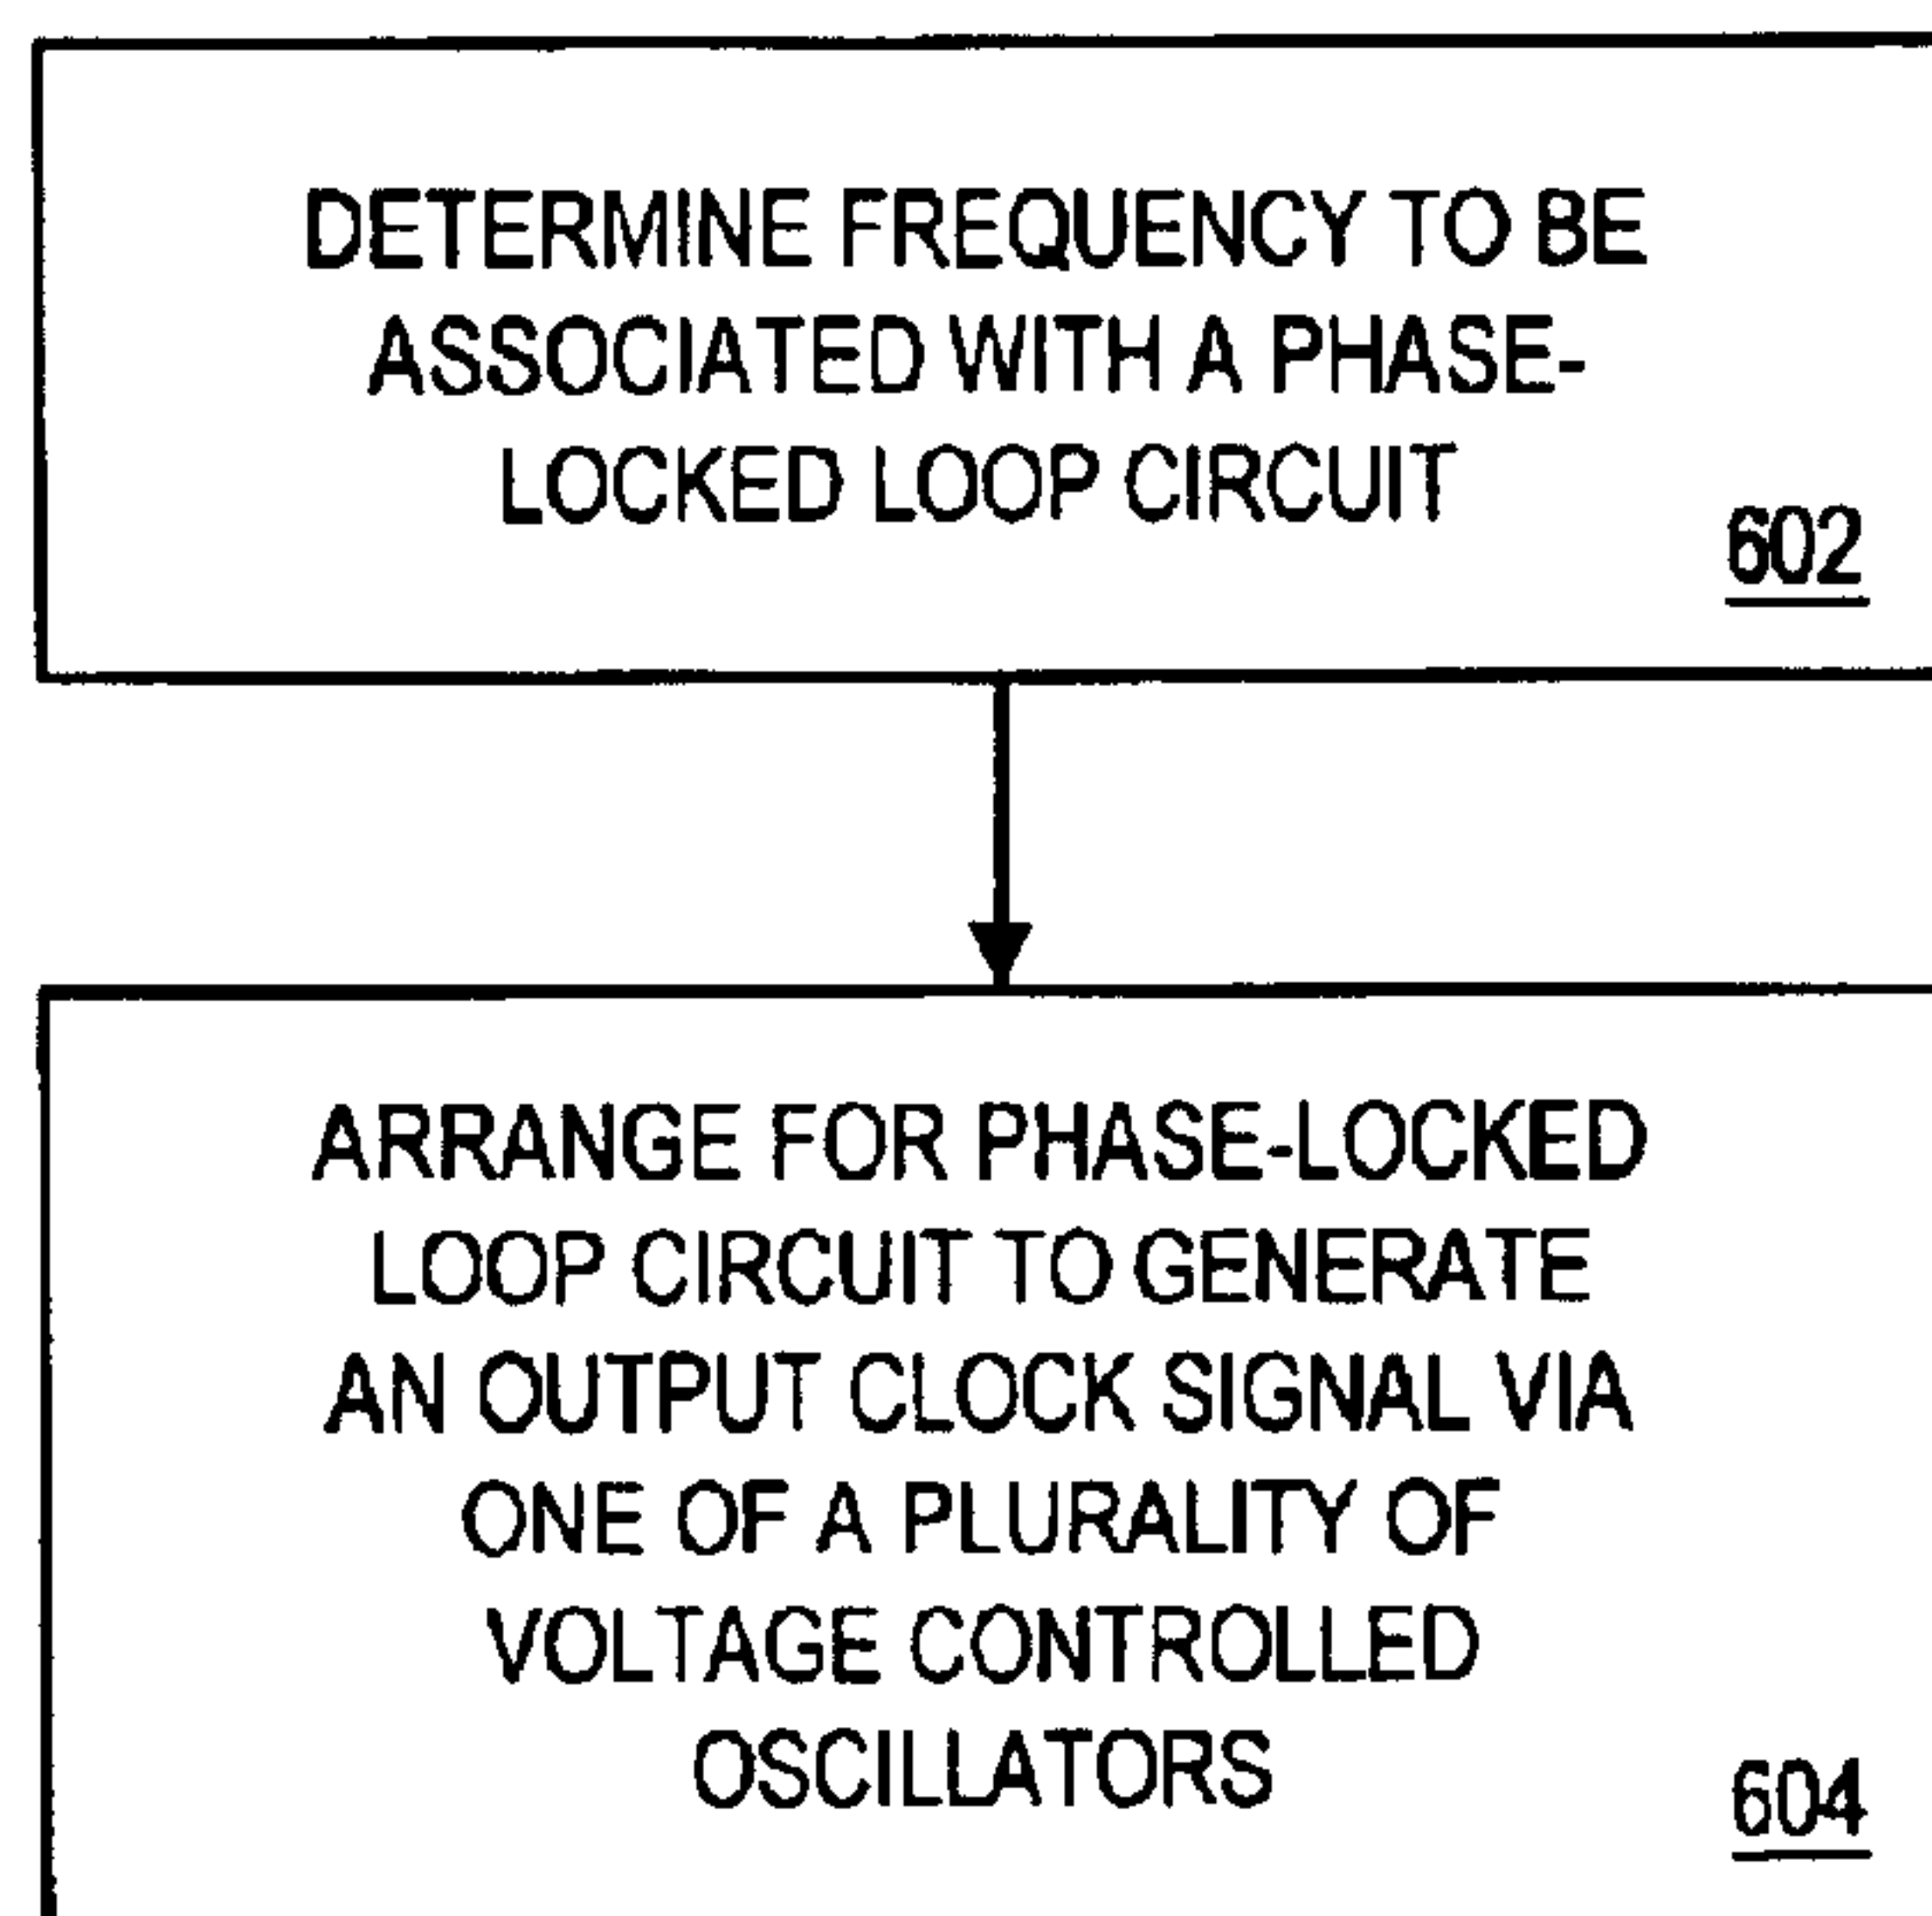 DETERMINE FREQUENCY TO BE
ASSOCIATED WITH A PHASE-
LOCKED LOOP CIRCUIT
602
ARRANGE FOR PHASE-LOCKED
LOOP CIRCUIT TO GENERATE
AN OUTPUT CLOCK SIGNAL VIA
ONE OF A PLURALITY OF
VOLTAGE CONTROLLED
OSCILLATORS
604